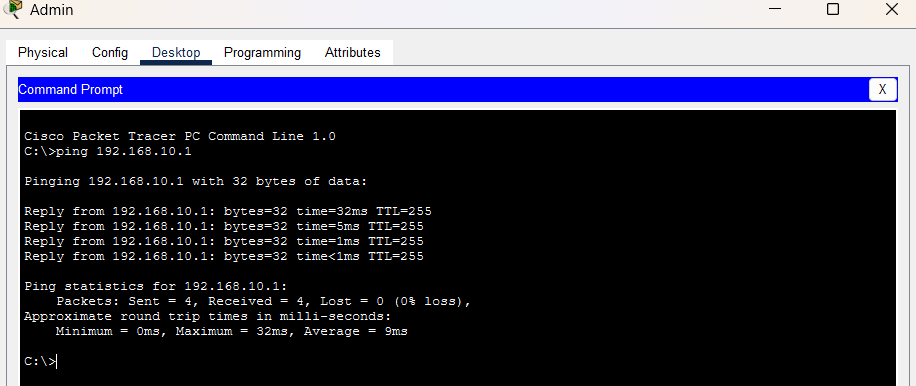 Admin
Physical Config Desktop Programming Attributes
Command Prompt X
Cisco Packet Tracer PC Command Line 1.0
C:\>ping 192.168.10.1
Pinging 192.168.10.1 with 32 bytes of data:
Reply from 192.168.10.1: bytes=32 time=32ms TTL=255
Reply from 192.168.10.1: bytes=32 time=5ms TTL=255
Reply from 192.168.10.1: bytes=32 time=1ms TTL=255
Reply from 192.168.10.1: bytes=32 time<1ms TTL=255
Ping statistics for 192.168.10.1:
    Packets: Sent = 4, Received = 4, Lost = 0 (0% loss),
Approximate round trip times in milli-seconds:
    Minimum = 0ms, Maximum = 32ms, Average = 9ms
C:\>